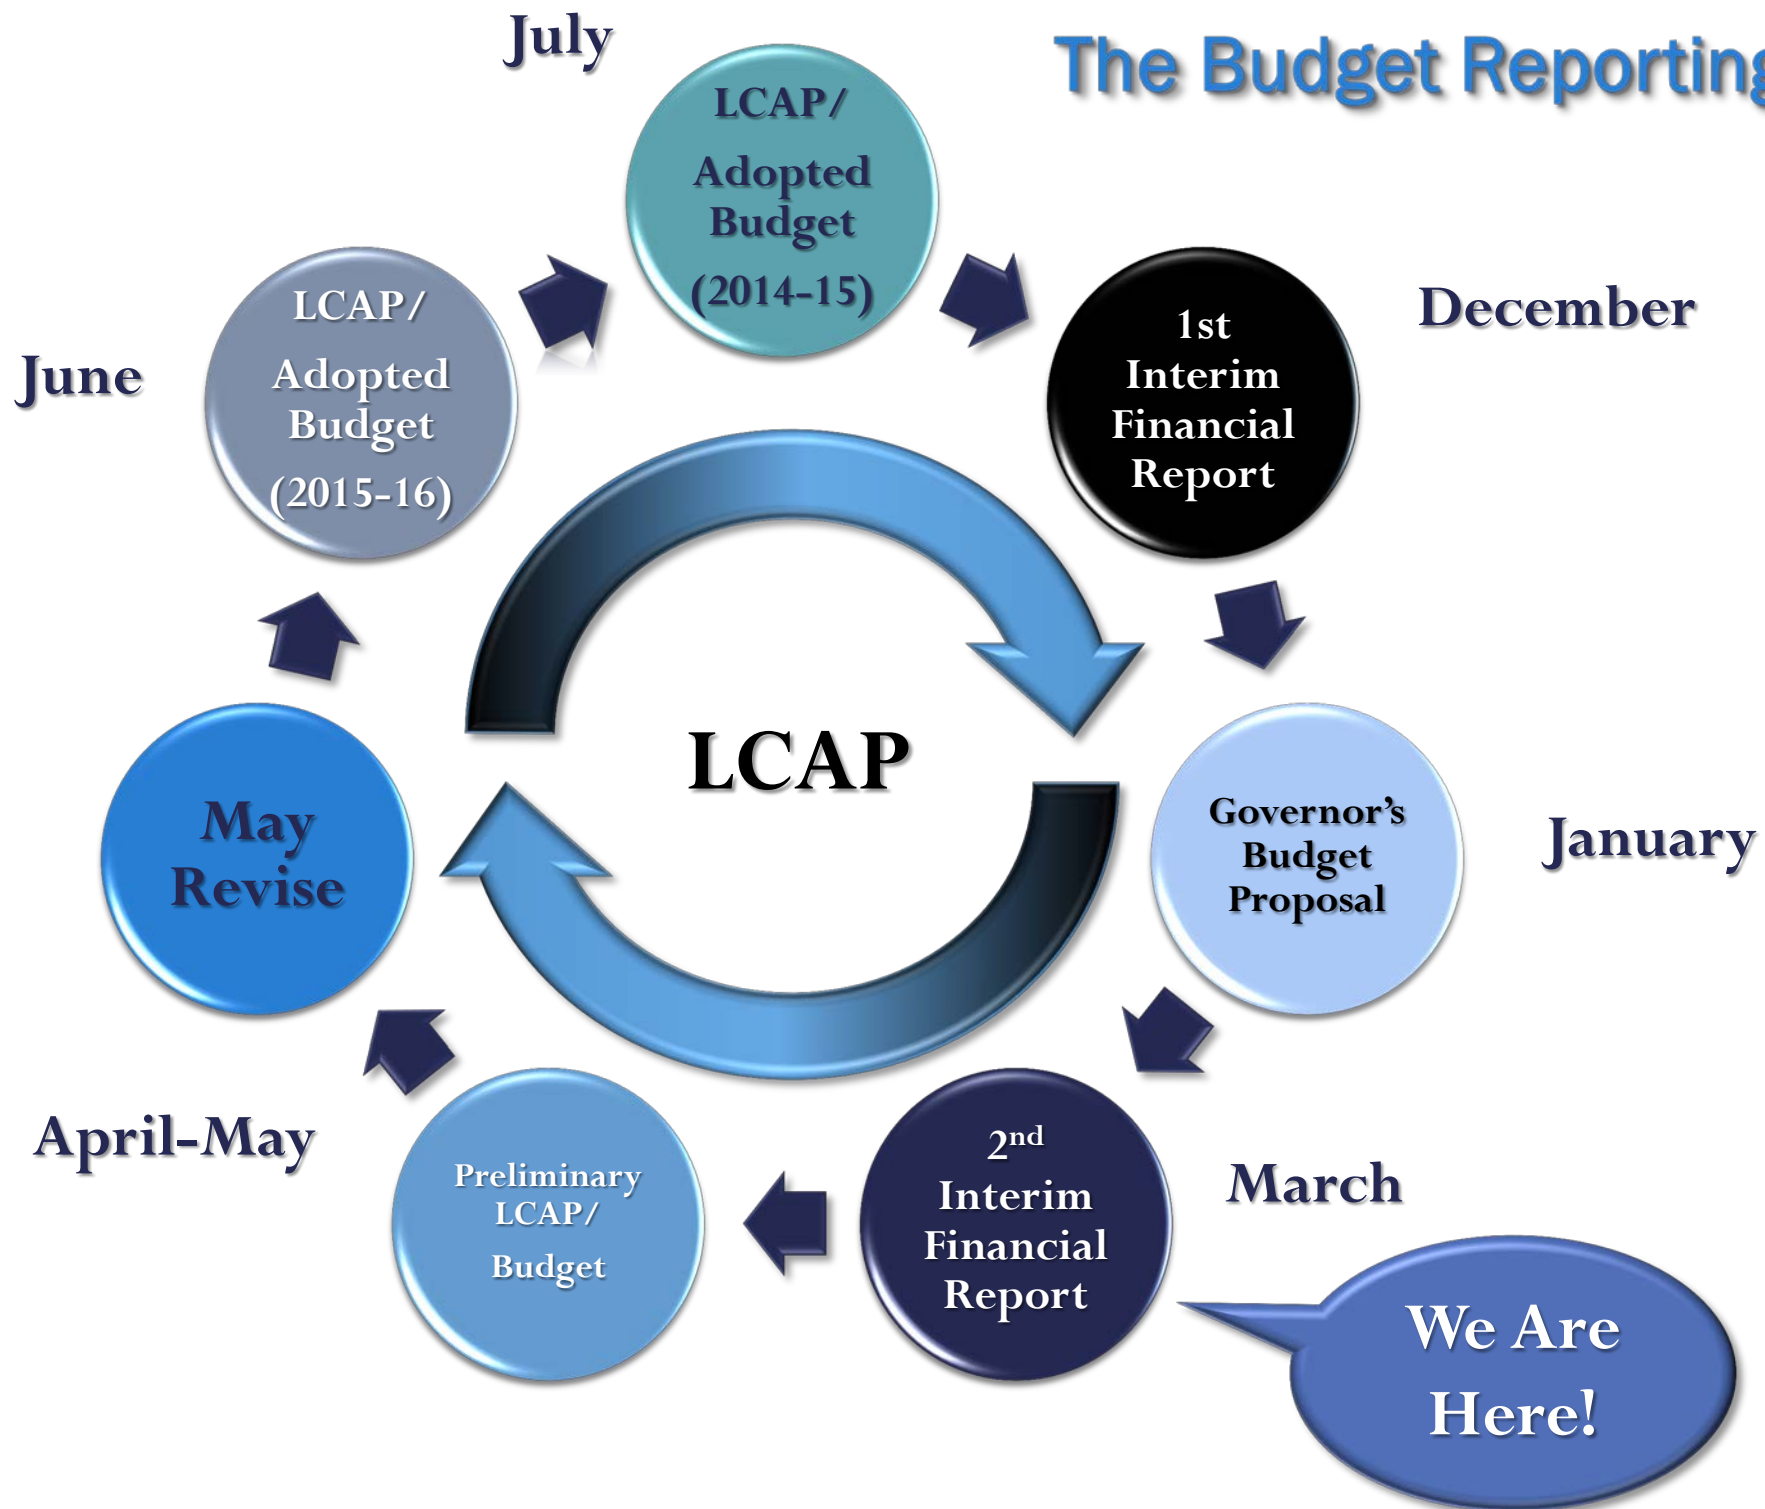 The Budget Reporting
July
LCAP/
Adopted
Budget
(2014-15)
December
1st
Interim
Financial
Report
January
Governor’s
Budget
Proposal
March
2nd
Interim
Financial
Report
We Are
Here!
Preliminary
LCAP/
Budget
April-May
May
Revise
June
LCAP/
Adopted
Budget
(2015-16)
LCAP